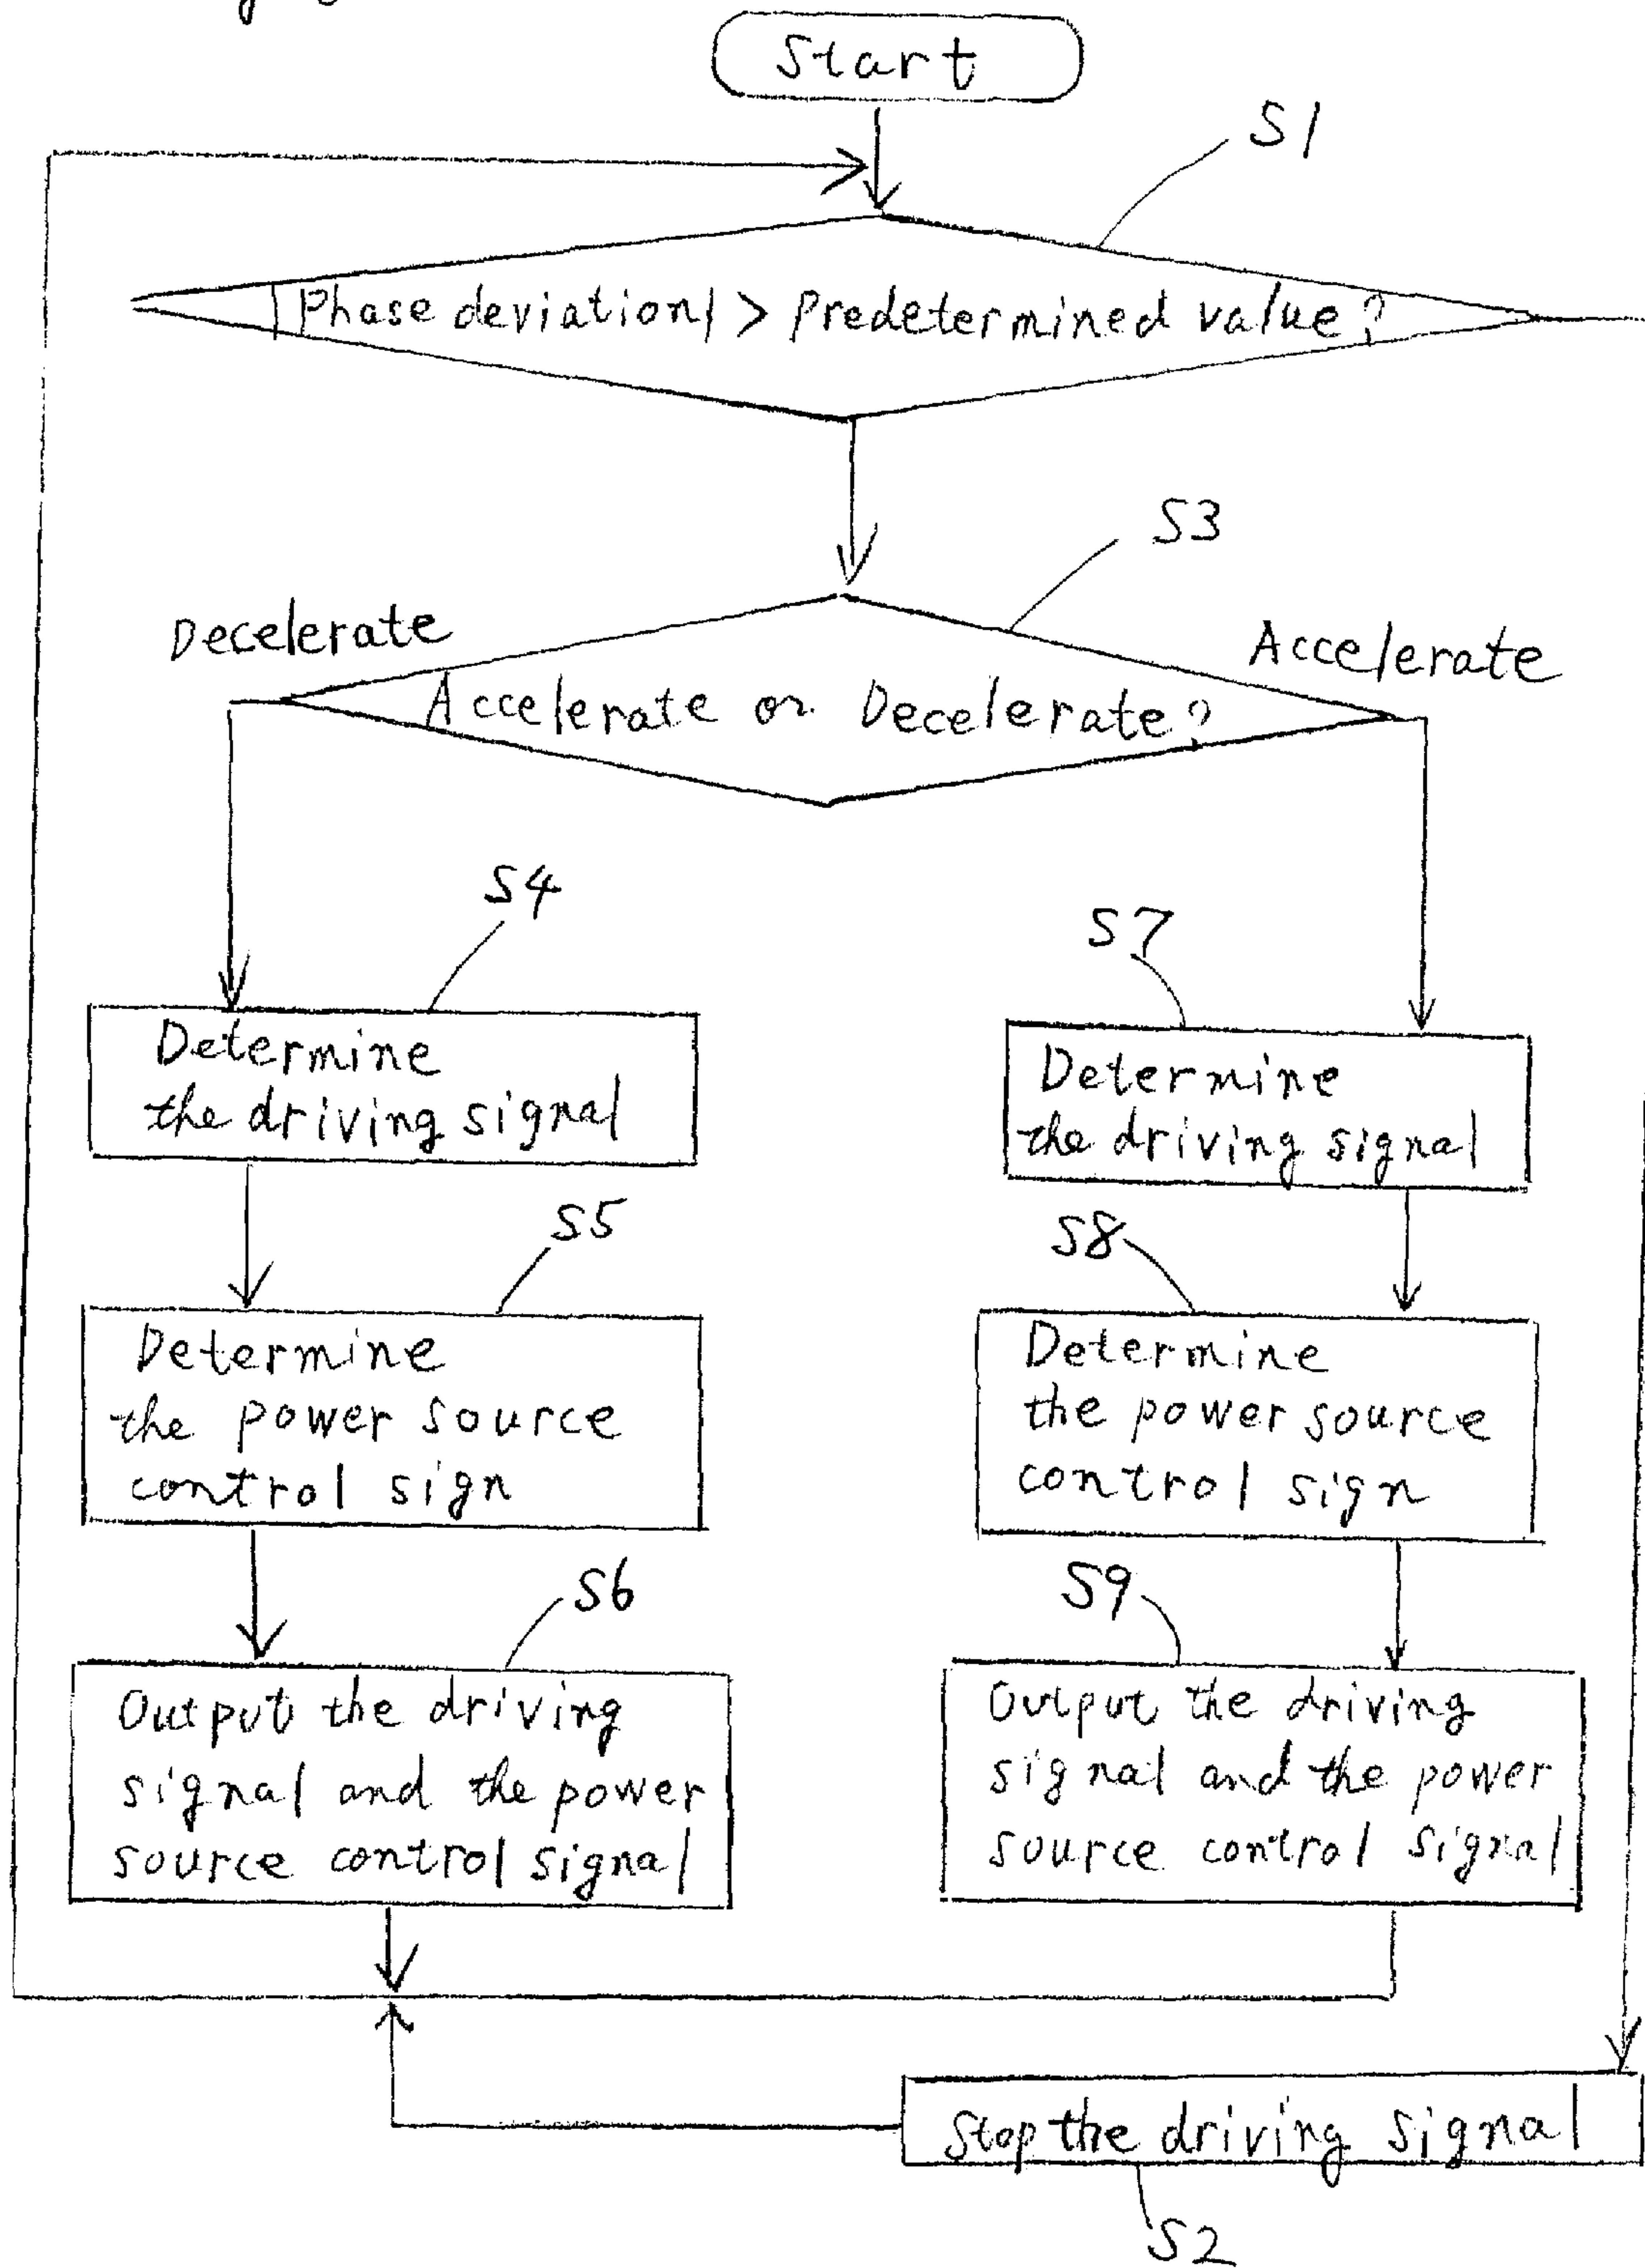 Start
S1
|Phase deviation| > Predetermined value?
S3
Decelerate
Accelerate
Accelerate or Decelerate?
S4
S7
Determine
the driving signal
Determine
the driving signal
S5
S8
Determine
the power source
control sign
Determine
the power source
control sign
S6
S9
Output the driving
signal and the power
source control signal
Output the driving
signal and the power
source control signal
Stop the driving signal
S2